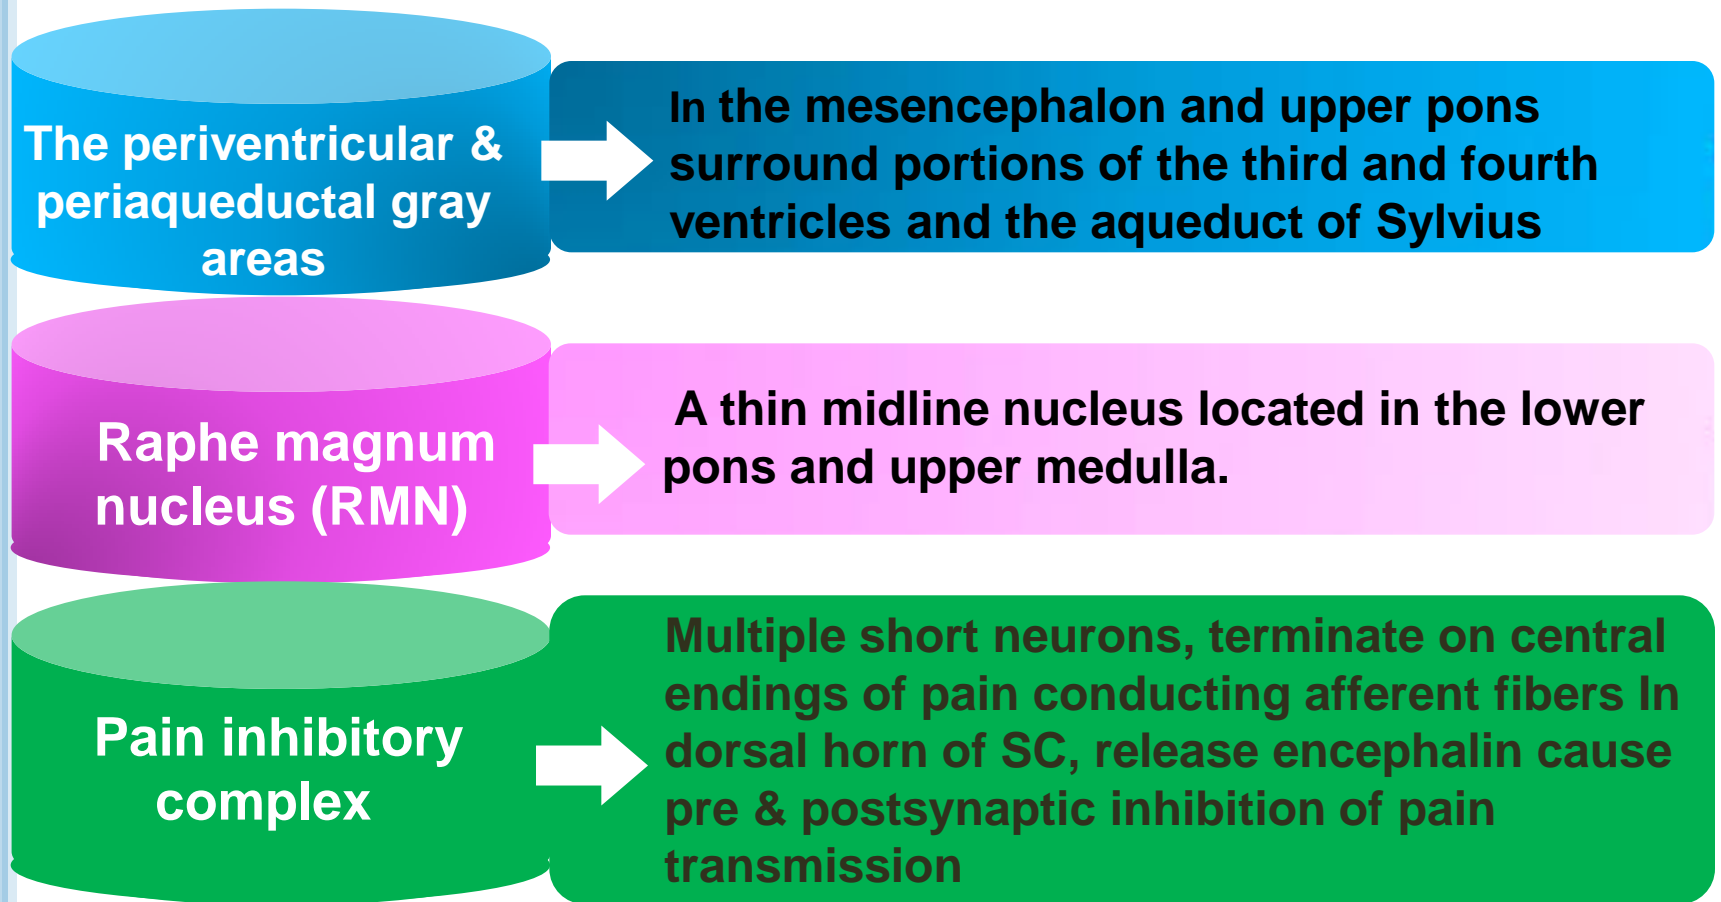 The periventricular &
periaqueductal gray
areas
In the mesencephalon and upper pons
surround portions of the third and fourth
ventricles and the aqueduct of Sylvius
Raphe magnum
nucleus (RMN)
A thin midline nucleus located in the lower
pons and upper medulla.
Pain inhibitory
complex
Multiple short neurons, terminate on central
endings of pain conducting afferent fibers In
dorsal horn of SC, release encephalin cause
pre & postsynaptic inhibition of pain
transmission